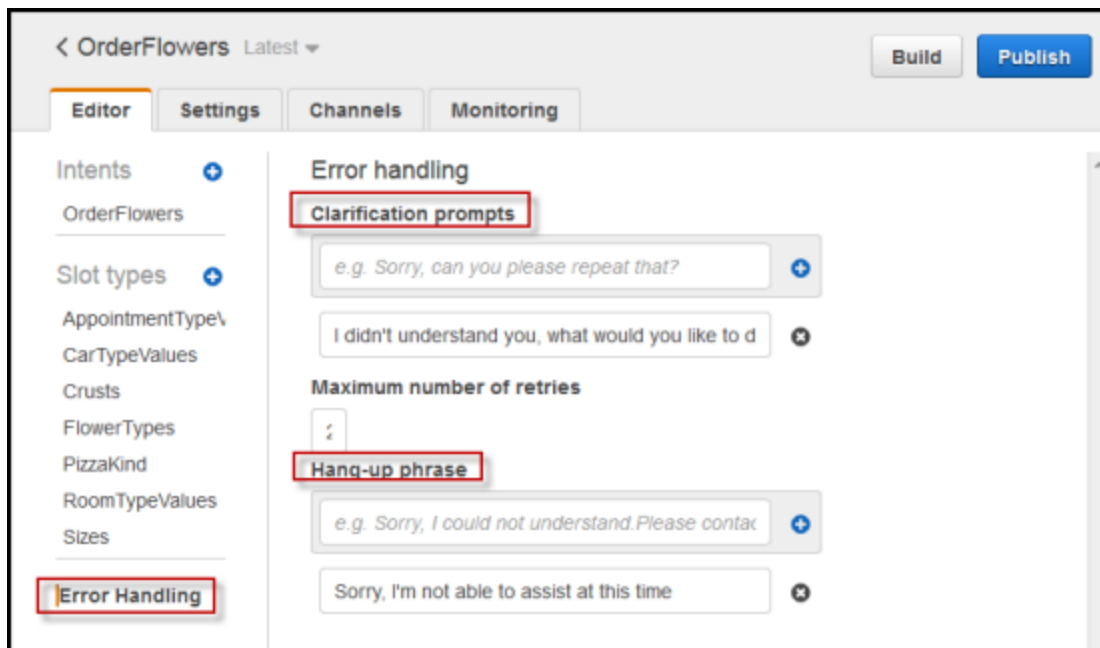 < OrderFlowers Latest
Build
Publish
Editor
Settings
Channels
Monitoring
Intents
OrderFlowers
Slot types
AppointmentTypeV
CarTypeValues
Crusts
FlowerTypes
PizzaKind
RoomTypeValues
Sizes
Error Handling
Error handling
Clarification prompts
e.g. Sorry, can you please repeat that?
I didn't understand you, what would you like to d
Maximum number of retries
Hang-up phrase
e.g. Sorry, I could not understand.Please contac
Sorry, I'm not able to assist at this time